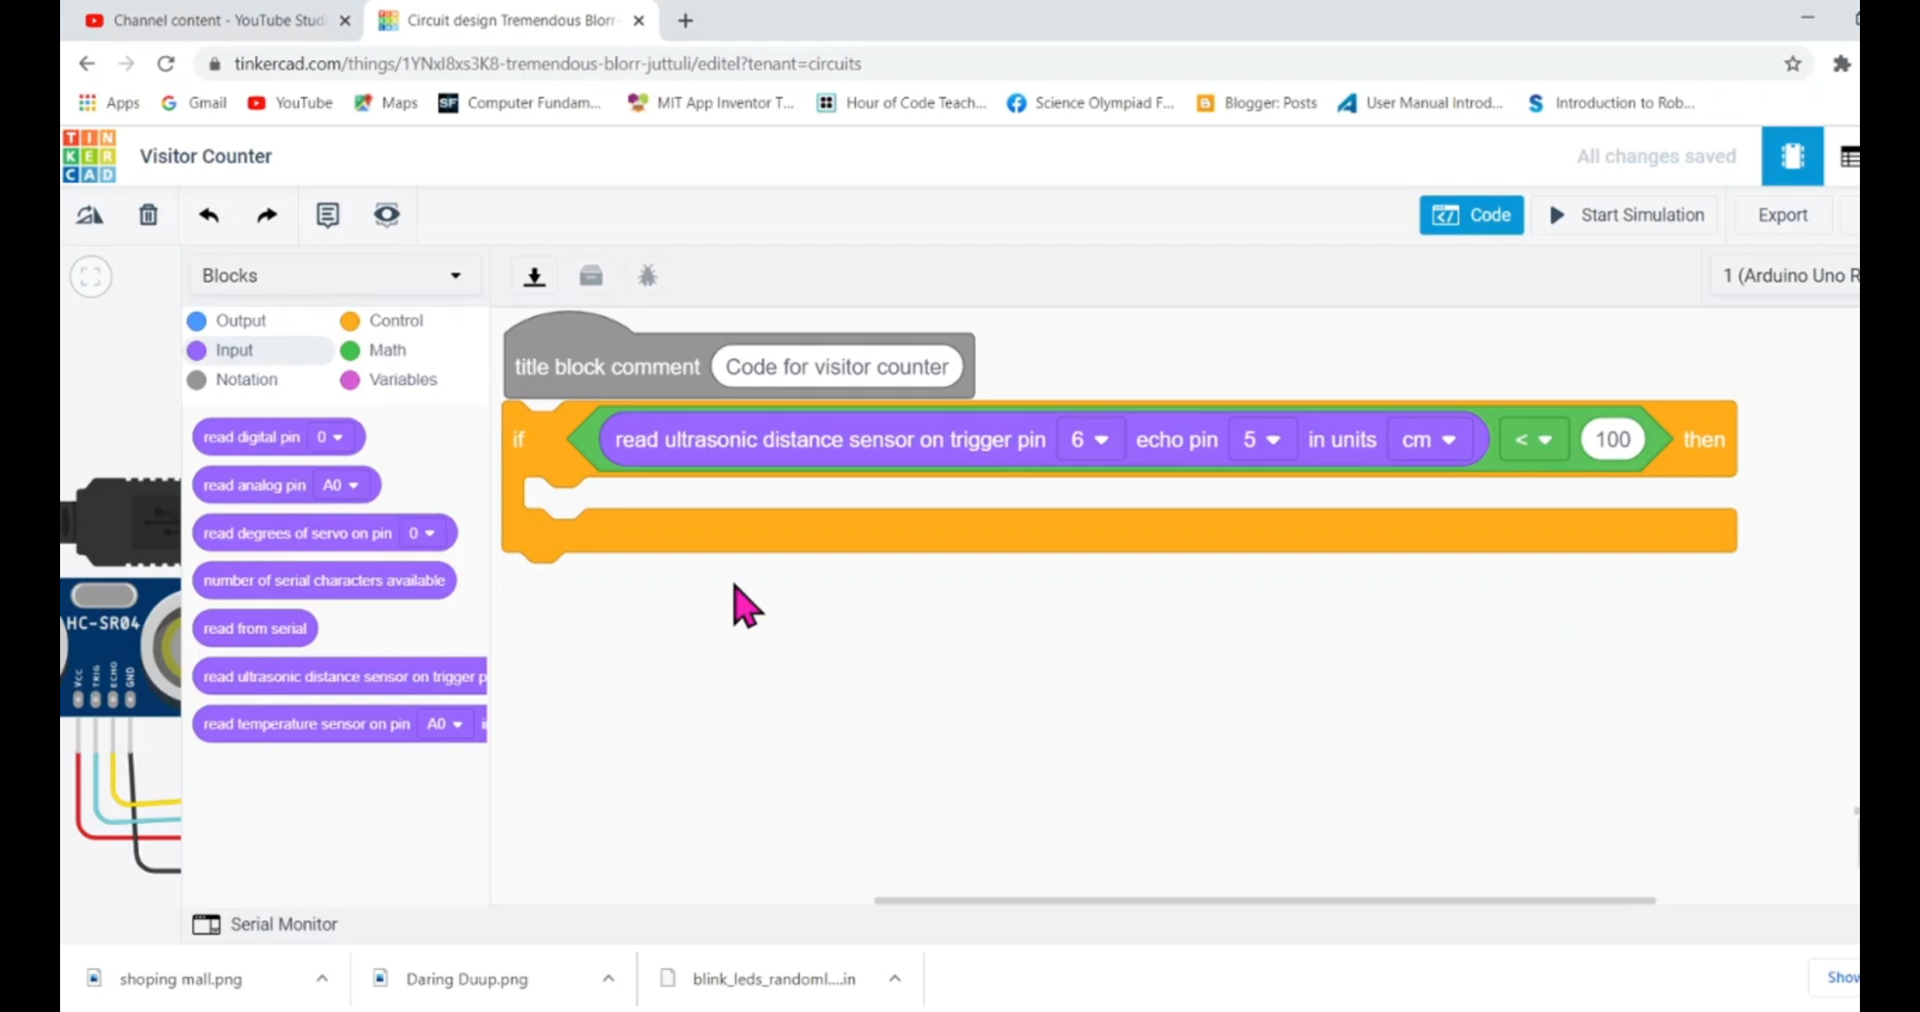 Channel content - YouTube Studi
Circuit design Tremendous Blorr-
tinkercad.com/things/1YNxI8xs3K8-tremendous-blorr-juttuli/editel?tenant=circuits
Apps Gmail YouTube Maps SF Computer Fundam... MIT App Inventor T... Hour of Code Teach... Science Olympiad F... Blogger: Posts User Manual Introd... S Introduction to Rob...
TIN
KER
CAD
Visitor Counter
All changes saved
Code Start Simulation Export
Blocks
1 (Arduino Uno R
Output Control
Input Math
Notation Variables
title block comment Code for visitor counter
if read ultrasonic distance sensor on trigger pin 6 echo pin 5 in units cm < 100 then
read digital pin 0
read analog pin A0
read degrees of servo on pin 0
number of serial characters available
read from serial
read ultrasonic distance sensor on trigger p
read temperature sensor on pin A0 i
HC-SR04
VCC
TRIG
ECHO
GND
Serial Monitor
shoping mall.png Daring Duup.png blink_leds_randoml....in
Show